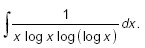 ∫ 1/(x log x log (log x)) dx.